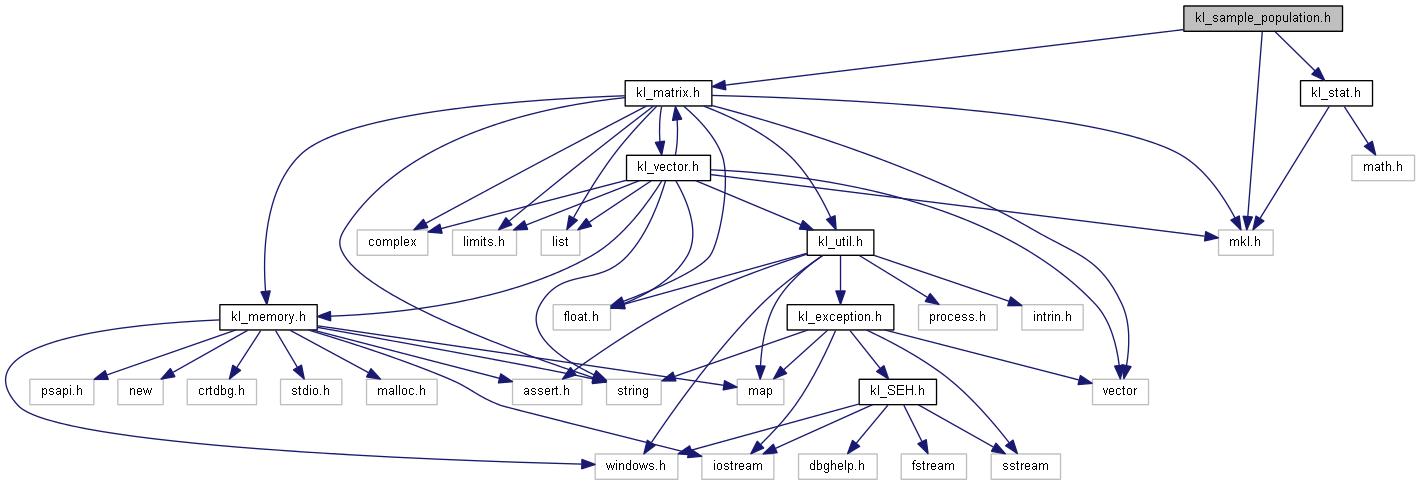 kl_sample_population.h
kl_matrix.h
kl_stat.h
kl_vector.h
math.h
complex
limits.h
list
kl_util.h
mkl.h
kl_memory.h
float.h
kl_exception.h
process.h
intrin.h
psapi.h
new
crtdbg.h
stdio.h
malloc.h
assert.h
string
map
kl_SEH.h
vector
windows.h
iostream
dbghelp.h
fstream
sstream